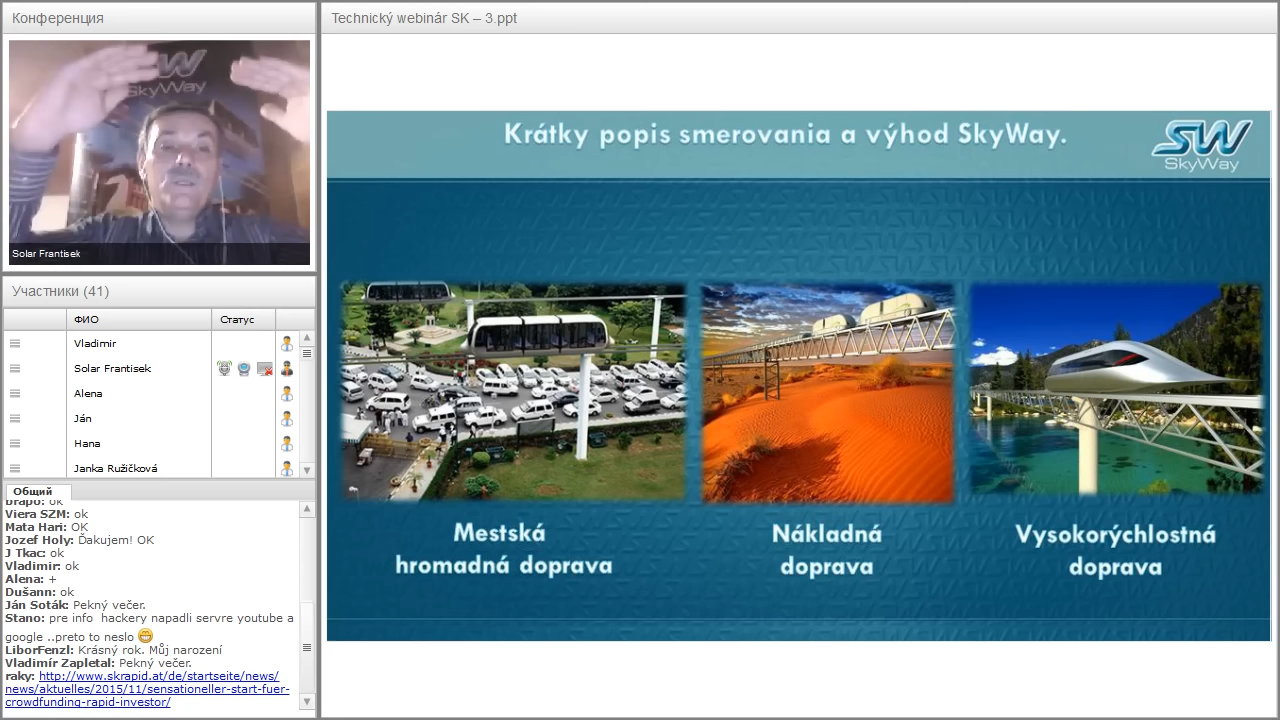 Конференция
SW
SkyWay
Solar Frantisek
Участники (41)
ФИО
Статус
Vladimir
Solar Frantisek
Alena
Ján
Hana
Janka Ružičková
Общий
Drapo: ok
Viera SZM: ok
Mata Hari: OK
Jozef Holy: Ďakujem! OK
J Tkac: ok
Vladimir: ok
Alena: +
Dušann: ok
Ján Soták: Pekný večer.
Stano: pre info hackery napadli servre youtube a
google ..preto to neslo
LiborFenzl: Krásný rok. Můj narození
Vladimír Zapletal: Pekný večer.
raky: http://www.skrapid.at/de/startseite/news/
news/aktuelles/2015/11/sensationeller-start-fuer-
crowdfunding-rapid-investor/
Technický webinár SK – 3.ppt
Krátky popis smerovania a výhod SkyWay.
SW
SkyWay
Mestská
hromadná doprava
Nákladná
doprava
Vysokorýchlostná
doprava